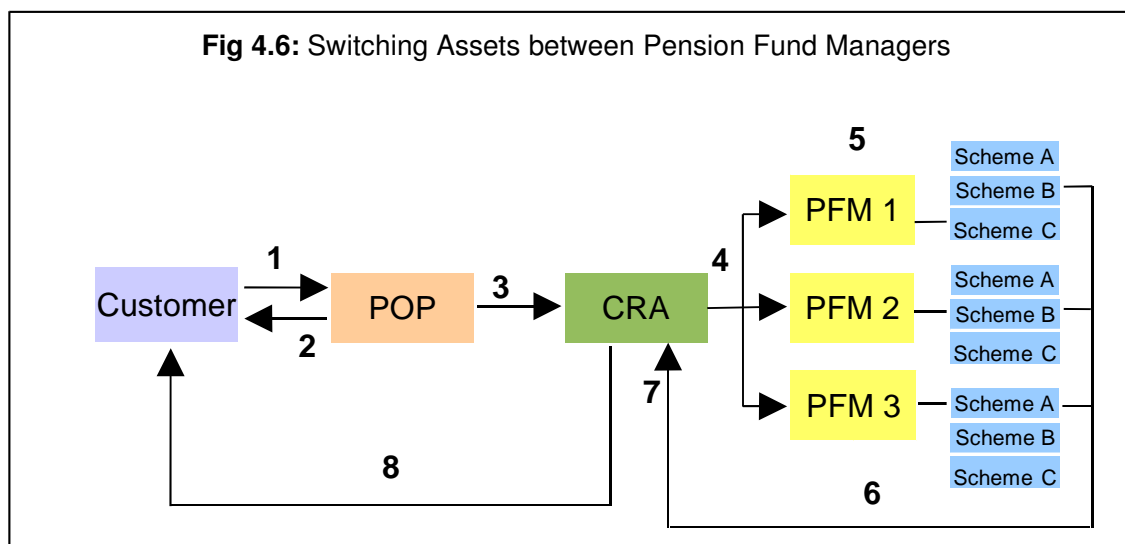 Fig 4.6: Switching Assets between Pension Fund Managers
5
Scheme A
PFM 1
Scheme B
Scheme C
1
4
Customer
2
POP
3
CRA
PFM 2
Scheme A
Scheme B
Scheme C
7
PFM 3
Scheme A
Scheme B
Scheme C
8
6